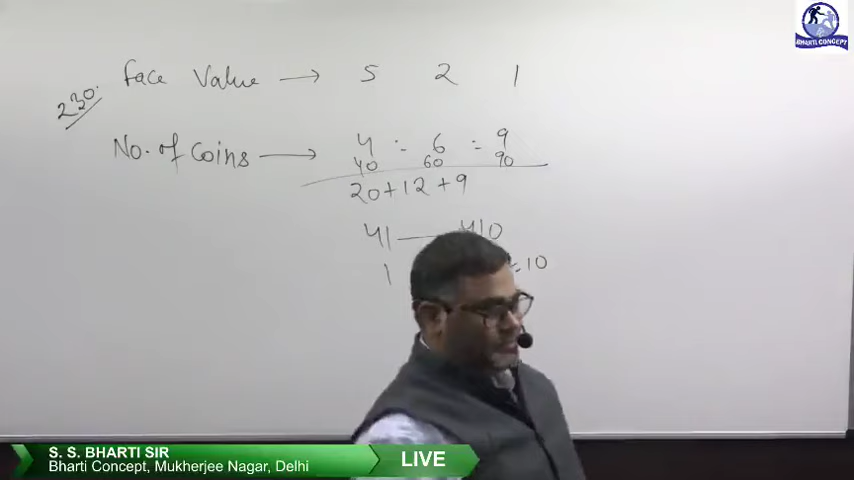 BHARTI CONCEPT
230. Face Value → 5 2 1
No. of Coins → 4 : 6 : 9
40 60 90
20+12+9
41 — 410
1 =10
S. S. BHARTI SIR
Bharti Concept, Mukherjee Nagar, Delhi
LIVE